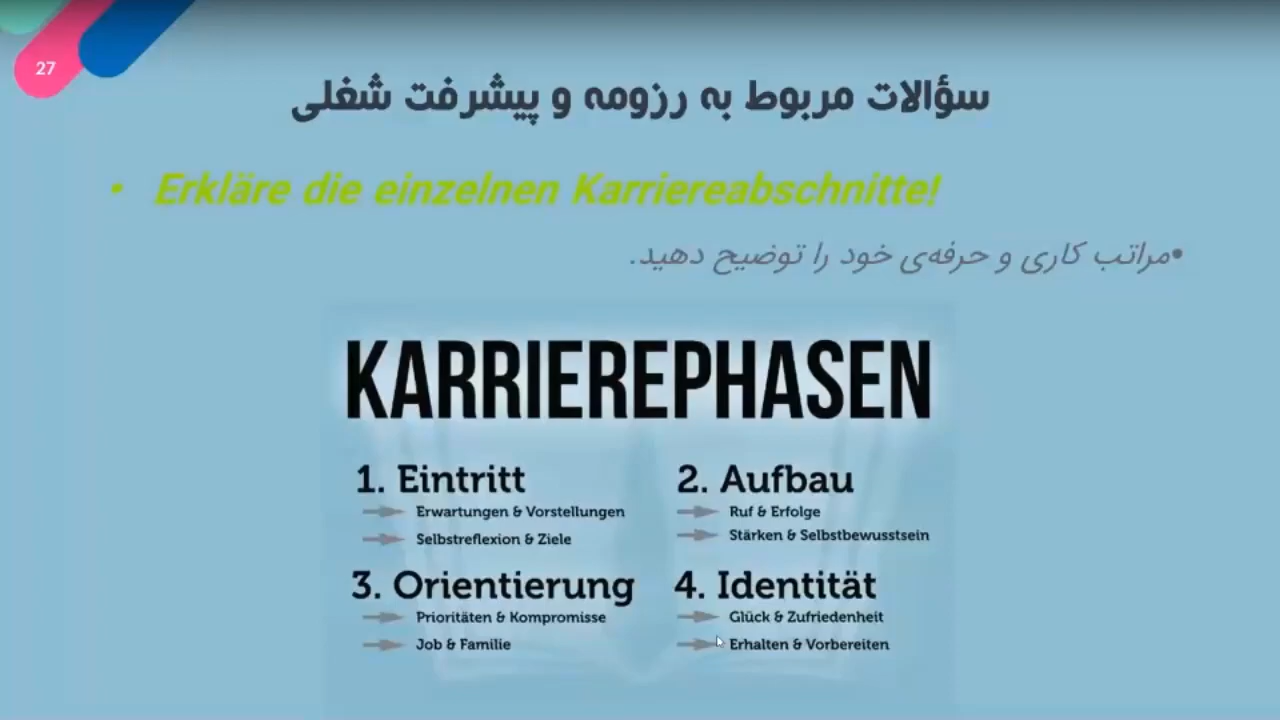 27
سؤالات مربوط به رزومه و پیشرفت شغلی
• Erkläre die einzelnen Karriereabschnitte!
•مراتب کاری و حرفه‌ی خود را توضیح دهید.
KARRIEREPHASEN
1. Eintritt
Erwartungen & Vorstellungen
Selbstreflexion & Ziele
2. Aufbau
Ruf & Erfolge
Stärken & Selbstbewusstsein
3. Orientierung
Prioritäten & Kompromisse
Job & Familie
4. Identität
Glück & Zufriedenheit
Erhalten & Vorbereiten